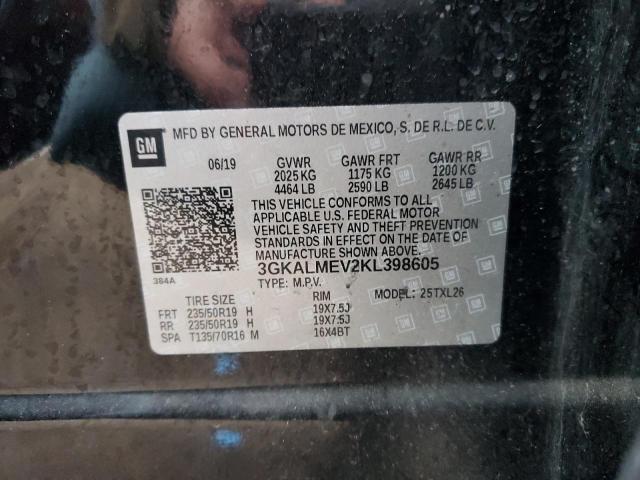 GM
MFD BY GENERAL MOTORS DE MEXICO, S. DE R.L. DE C.V.
06/19 GVWR GAWR FRT GAWR RR
2025 KG 1175 KG 1200 KG
4464 LB 2590 LB 2645 LB
THIS VEHICLE CONFORMS TO ALL
APPLICABLE U.S. FEDERAL MOTOR
VEHICLE SAFETY AND THEFT PREVENTION
STANDARDS IN EFFECT ON THE DATE
OF MANUFACTURE SHOWN ABOVE.
3GKALMEV2KL398605
384A
TYPE: M.P.V. MODEL: 25TXL26
TIRE SIZE RIM
FRT 235/50R19 H 19X7.5J
RR 235/50R19 H 19X7.5J
SPA T135/70R16 M 16X4BT